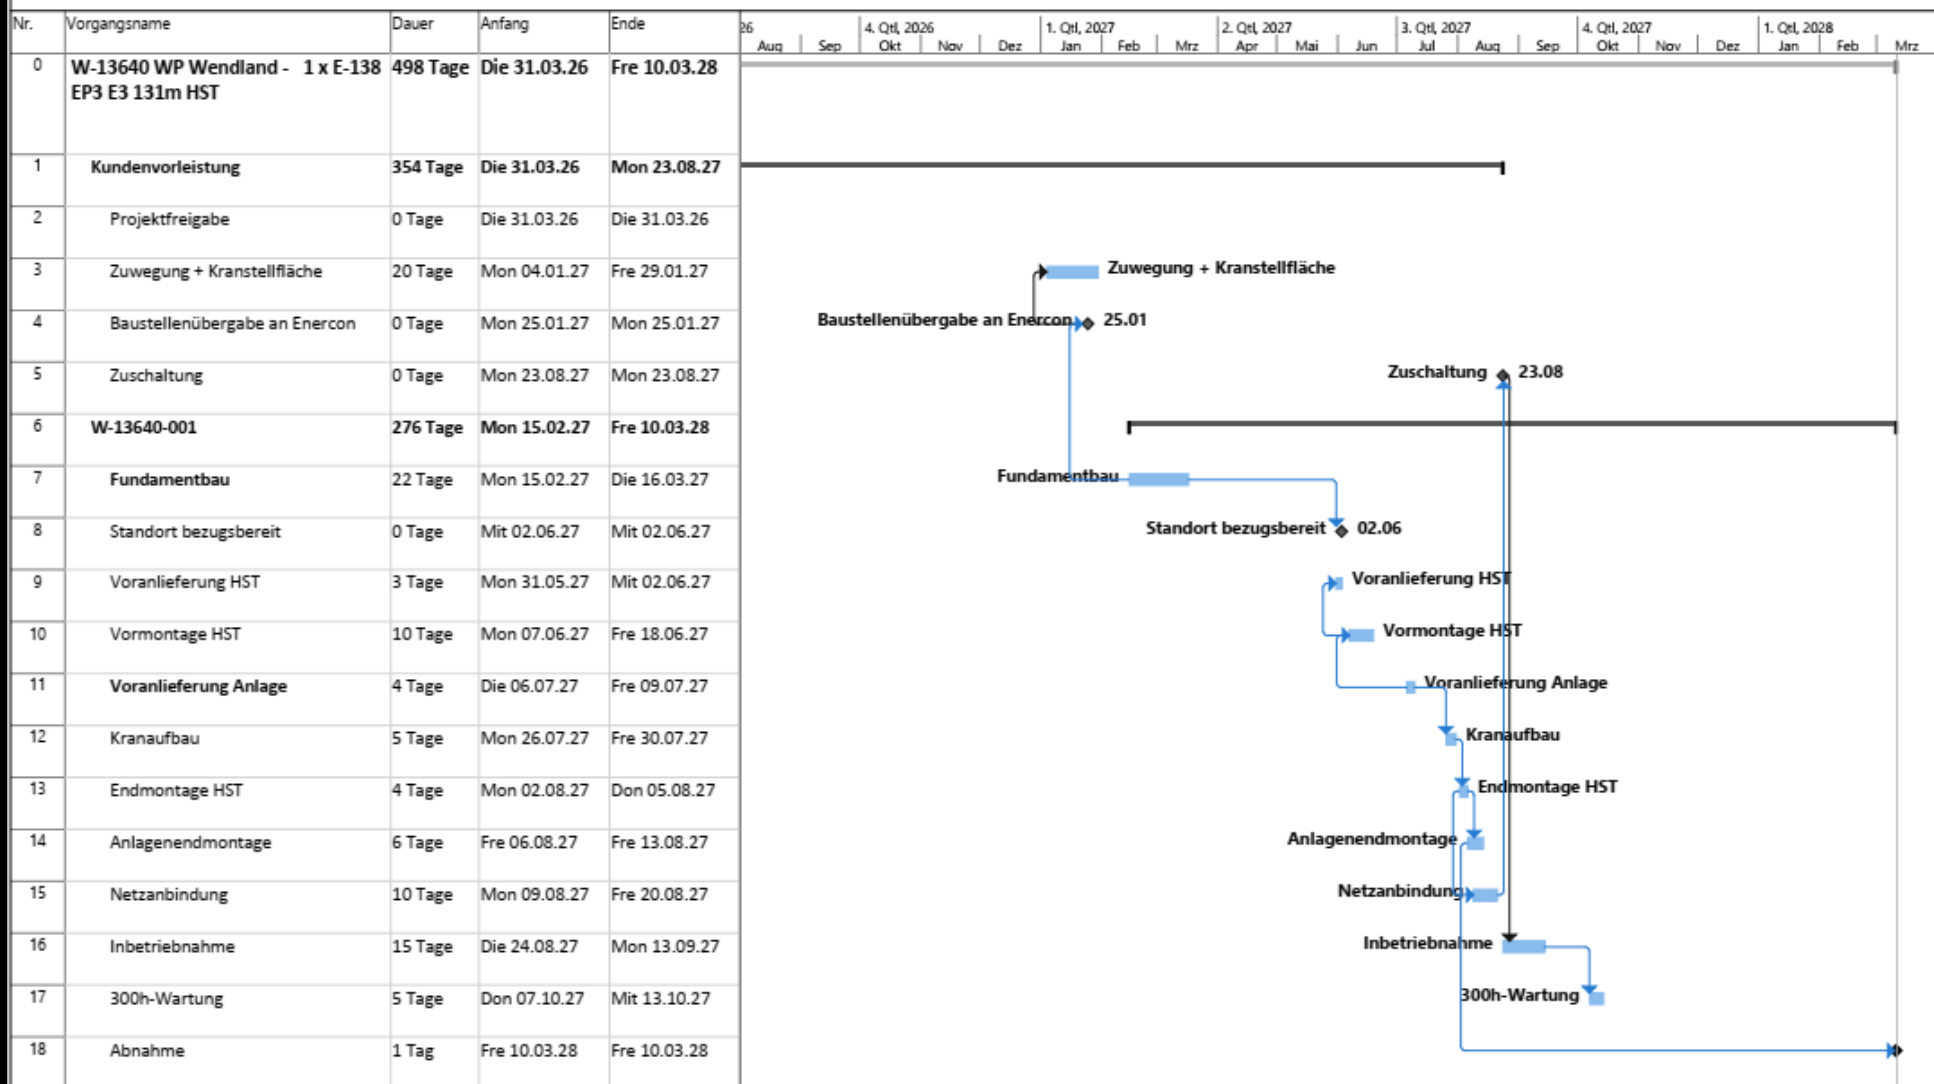 Nr. Vorgangsname Dauer Anfang Ende
26 4. Qtl, 2026 1. Qtl, 2027 2. Qtl, 2027 3. Qtl, 2027 4. Qtl, 2027 1. Qtl, 2028
Aug Sep Okt Nov Dez Jan Feb Mrz Apr Mai Jun Jul Aug Sep Okt Nov Dez Jan Feb Mrz
0 W-13640 WP Wendland - 1 x E-138 498 Tage Die 31.03.26 Fre 10.03.28
EP3 E3 131m HST
1 Kundenvorleistung 354 Tage Die 31.03.26 Mon 23.08.27
2 Projektfreigabe 0 Tage Die 31.03.26 Die 31.03.26
3 Zuwegung + Kranstellfläche 20 Tage Mon 04.01.27 Fre 29.01.27 Zuwegung + Kranstellfläche
4 Baustellenübergabe an Enercon 0 Tage Mon 25.01.27 Mon 25.01.27 Baustellenübergabe an Enercon 25.01
5 Zuschaltung 0 Tage Mon 23.08.27 Mon 23.08.27 Zuschaltung 23.08
6 W-13640-001 276 Tage Mon 15.02.27 Fre 10.03.28
7 Fundamentbau 22 Tage Mon 15.02.27 Die 16.03.27 Fundamentbau
8 Standort bezugsbereit 0 Tage Mit 02.06.27 Mit 02.06.27 Standort bezugsbereit 02.06
9 Voranlieferung HST 3 Tage Mon 31.05.27 Mit 02.06.27 Voranlieferung HST
10 Vormontage HST 10 Tage Mon 07.06.27 Fre 18.06.27 Vormontage HST
11 Voranlieferung Anlage 4 Tage Die 06.07.27 Fre 09.07.27 Voranlieferung Anlage
12 Kranaufbau 5 Tage Mon 26.07.27 Fre 30.07.27 Kranaufbau
13 Endmontage HST 4 Tage Mon 02.08.27 Don 05.08.27 Endmontage HST
14 Anlagenendmontage 6 Tage Fre 06.08.27 Fre 13.08.27 Anlagenendmontage
15 Netzanbindung 10 Tage Mon 09.08.27 Fre 20.08.27 Netzanbindung
16 Inbetriebnahme 15 Tage Die 24.08.27 Mon 13.09.27 Inbetriebnahme
17 300h-Wartung 5 Tage Don 07.10.27 Mit 13.10.27 300h-Wartung
18 Abnahme 1 Tag Fre 10.03.28 Fre 10.03.28